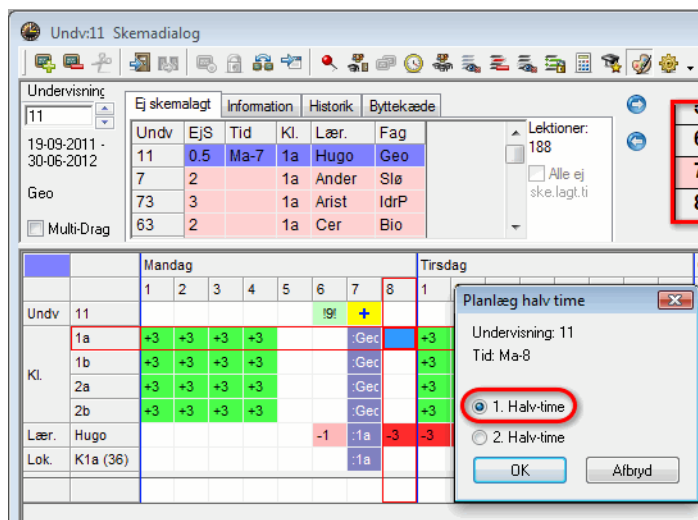 Undv:11 Skemadialog
Undervisning
11
19-09-2011 -
30-06-2012
Geo
Multi-Drag
Ej skemalagt Information Historik Byttekæde
Undv EjS Tid Kl. Lær. Fag
11 0.5 Ma-7 1a Hugo Geo
7 2 1a Ander Slø
73 3 1a Arist IdrP
63 2 1a Cer Bio
Lektioner:
188
Alle ej
ske.lagt.ti
6
7
8
Mandag Tirsdag
1 2 3 4 5 6 7 8 1
Undv 11 !9! +
Kl.
1a +3 +3 +3 +3 :Geo +3
1b +3 +3 +3 +3 :Geo +3
2a +3 +3 +3 +3 :Geo +3
2b +3 +3 +3 +3 :Geo +3
Lær. Hugo -1 :1a -3 -3
Lok. K1a (36) :1a
Planlæg halv time
Undervisning: 11
Tid: Ma-8
1. Halv-time
2. Halv-time
OK Afbryd